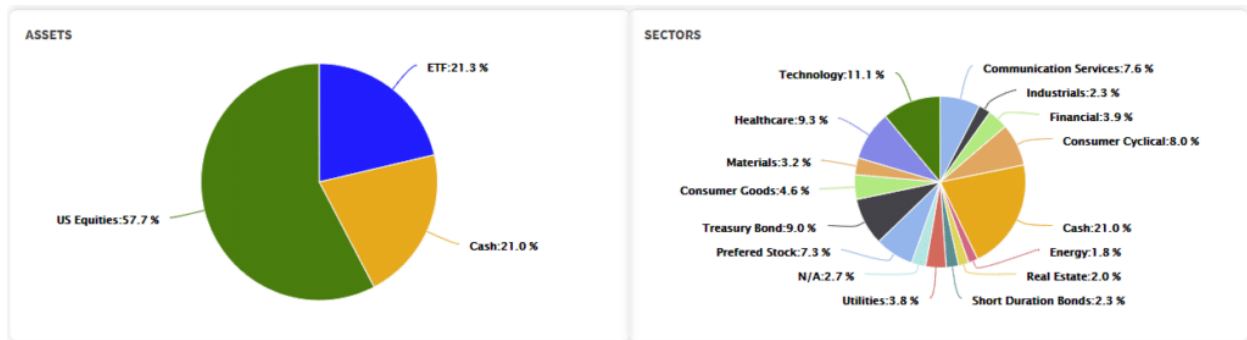 ASSETS
ETF:21.3 %
US Equities:57.7 %
Cash:21.0 %
SECTORS
Communication Services:7.6 %
Technology:11.1 %
Industrials:2.3 %
Healthcare:9.3 %
Financial:3.9 %
Consumer Cyclical:8.0 %
Materials:3.2 %
Consumer Goods:4.6 %
Treasury Bond:9.0 %
Cash:21.0 %
Prefered Stock:7.3 %
Energy:1.8 %
N/A:2.7 %
Real Estate:2.0 %
Utilities:3.8 %
Short Duration Bonds:2.3 %